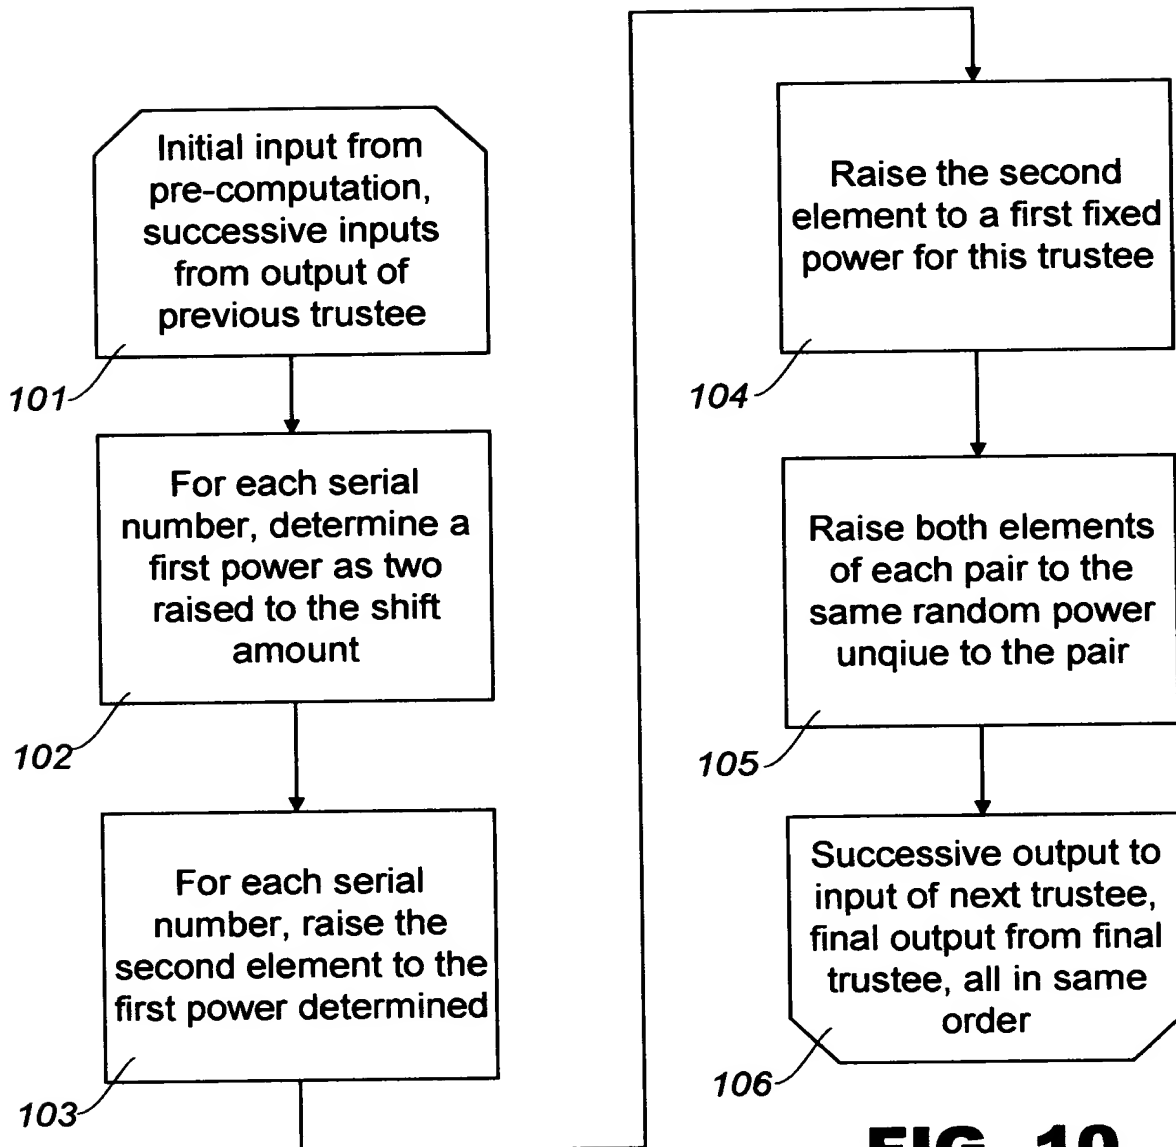 Initial input from
pre-computation,
successive inputs
from output of
previous trustee
101
For each serial
number, determine a
first power as two
raised to the shift
amount
102
For each serial
number, raise the
second element to the
first power determined
103
Raise the second
element to a first fixed
power for this trustee
104
Raise both elements
of each pair to the
same random power
unqiue to the pair
105
Successive output to
input of next trustee,
final output from final
trustee, all in same
order
106
FIG. 10